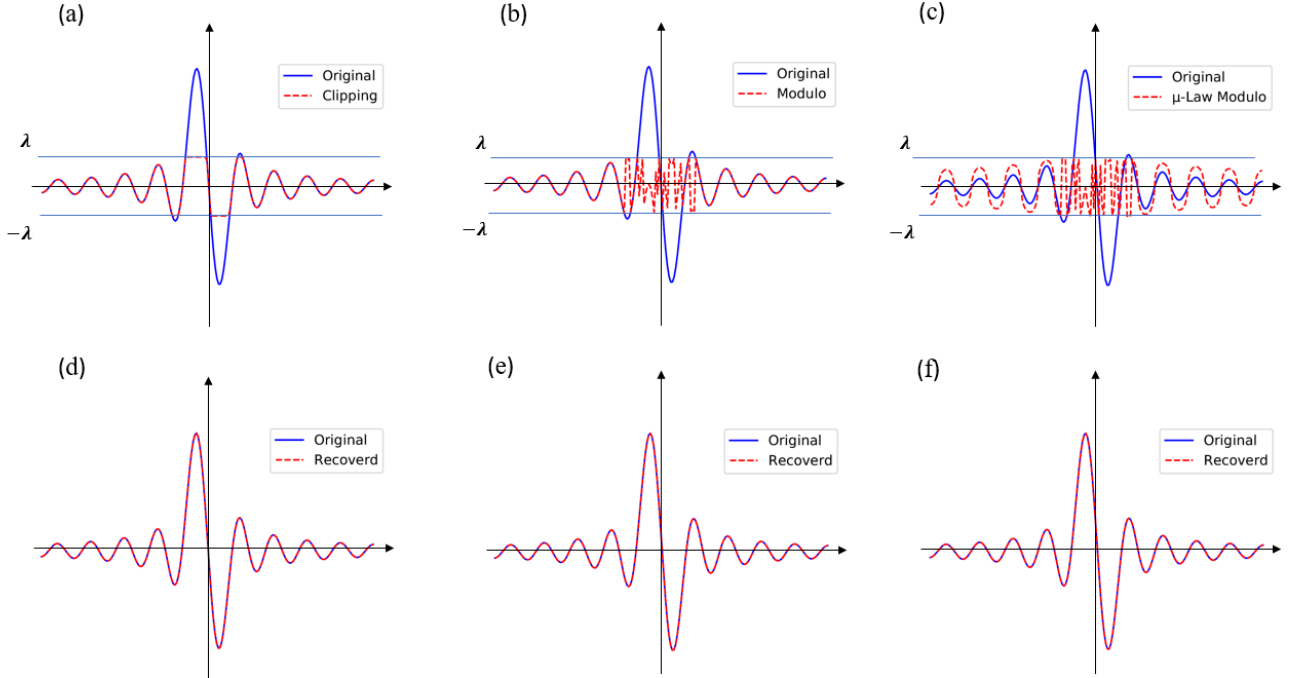 (a)
Original
Clipping
λ
−λ
(b)
Original
Modulo
λ
−λ
(c)
Original
μ-Law Modulo
λ
−λ
(d)
Original
Recoverd
(e)
Original
Recoverd
(f)
Original
Recoverd